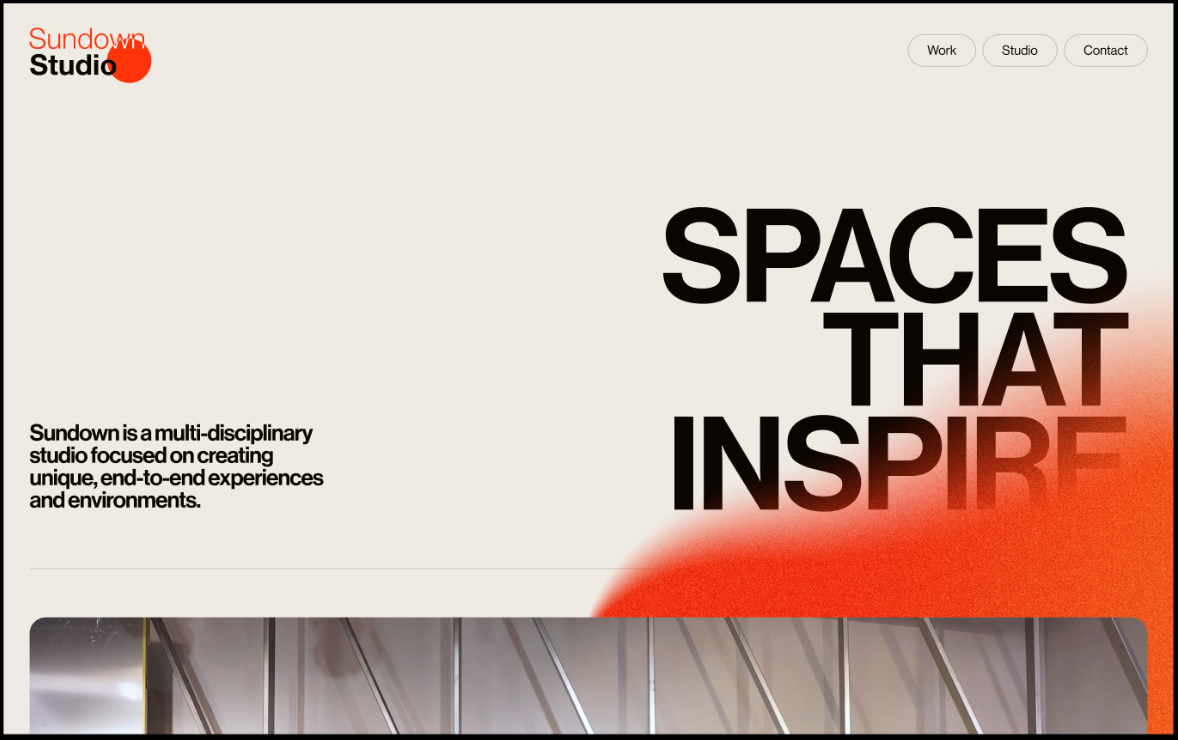 Sundown
Studio
Work
Studio
Contact
SPACES
THAT
INSPIRE
Sundown is a multi-disciplinary
studio focused on creating
unique, end-to-end experiences
and environments.